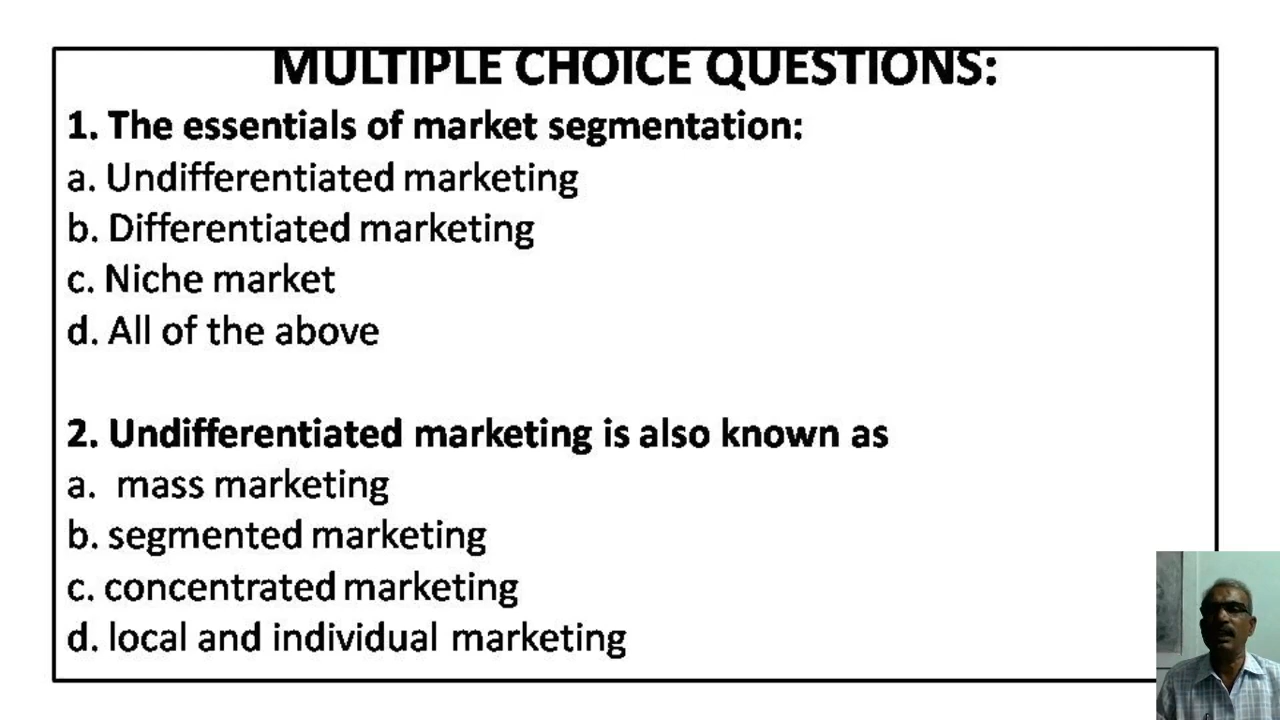 MULTIPLE CHOICE QUESTIONS:
1. The essentials of market segmentation:
a. Undifferentiated marketing
b. Differentiated marketing
c. Niche market
d. All of the above
2. Undifferentiated marketing is also known as
a. mass marketing
b. segmented marketing
c. concentrated marketing
d. local and individual marketing